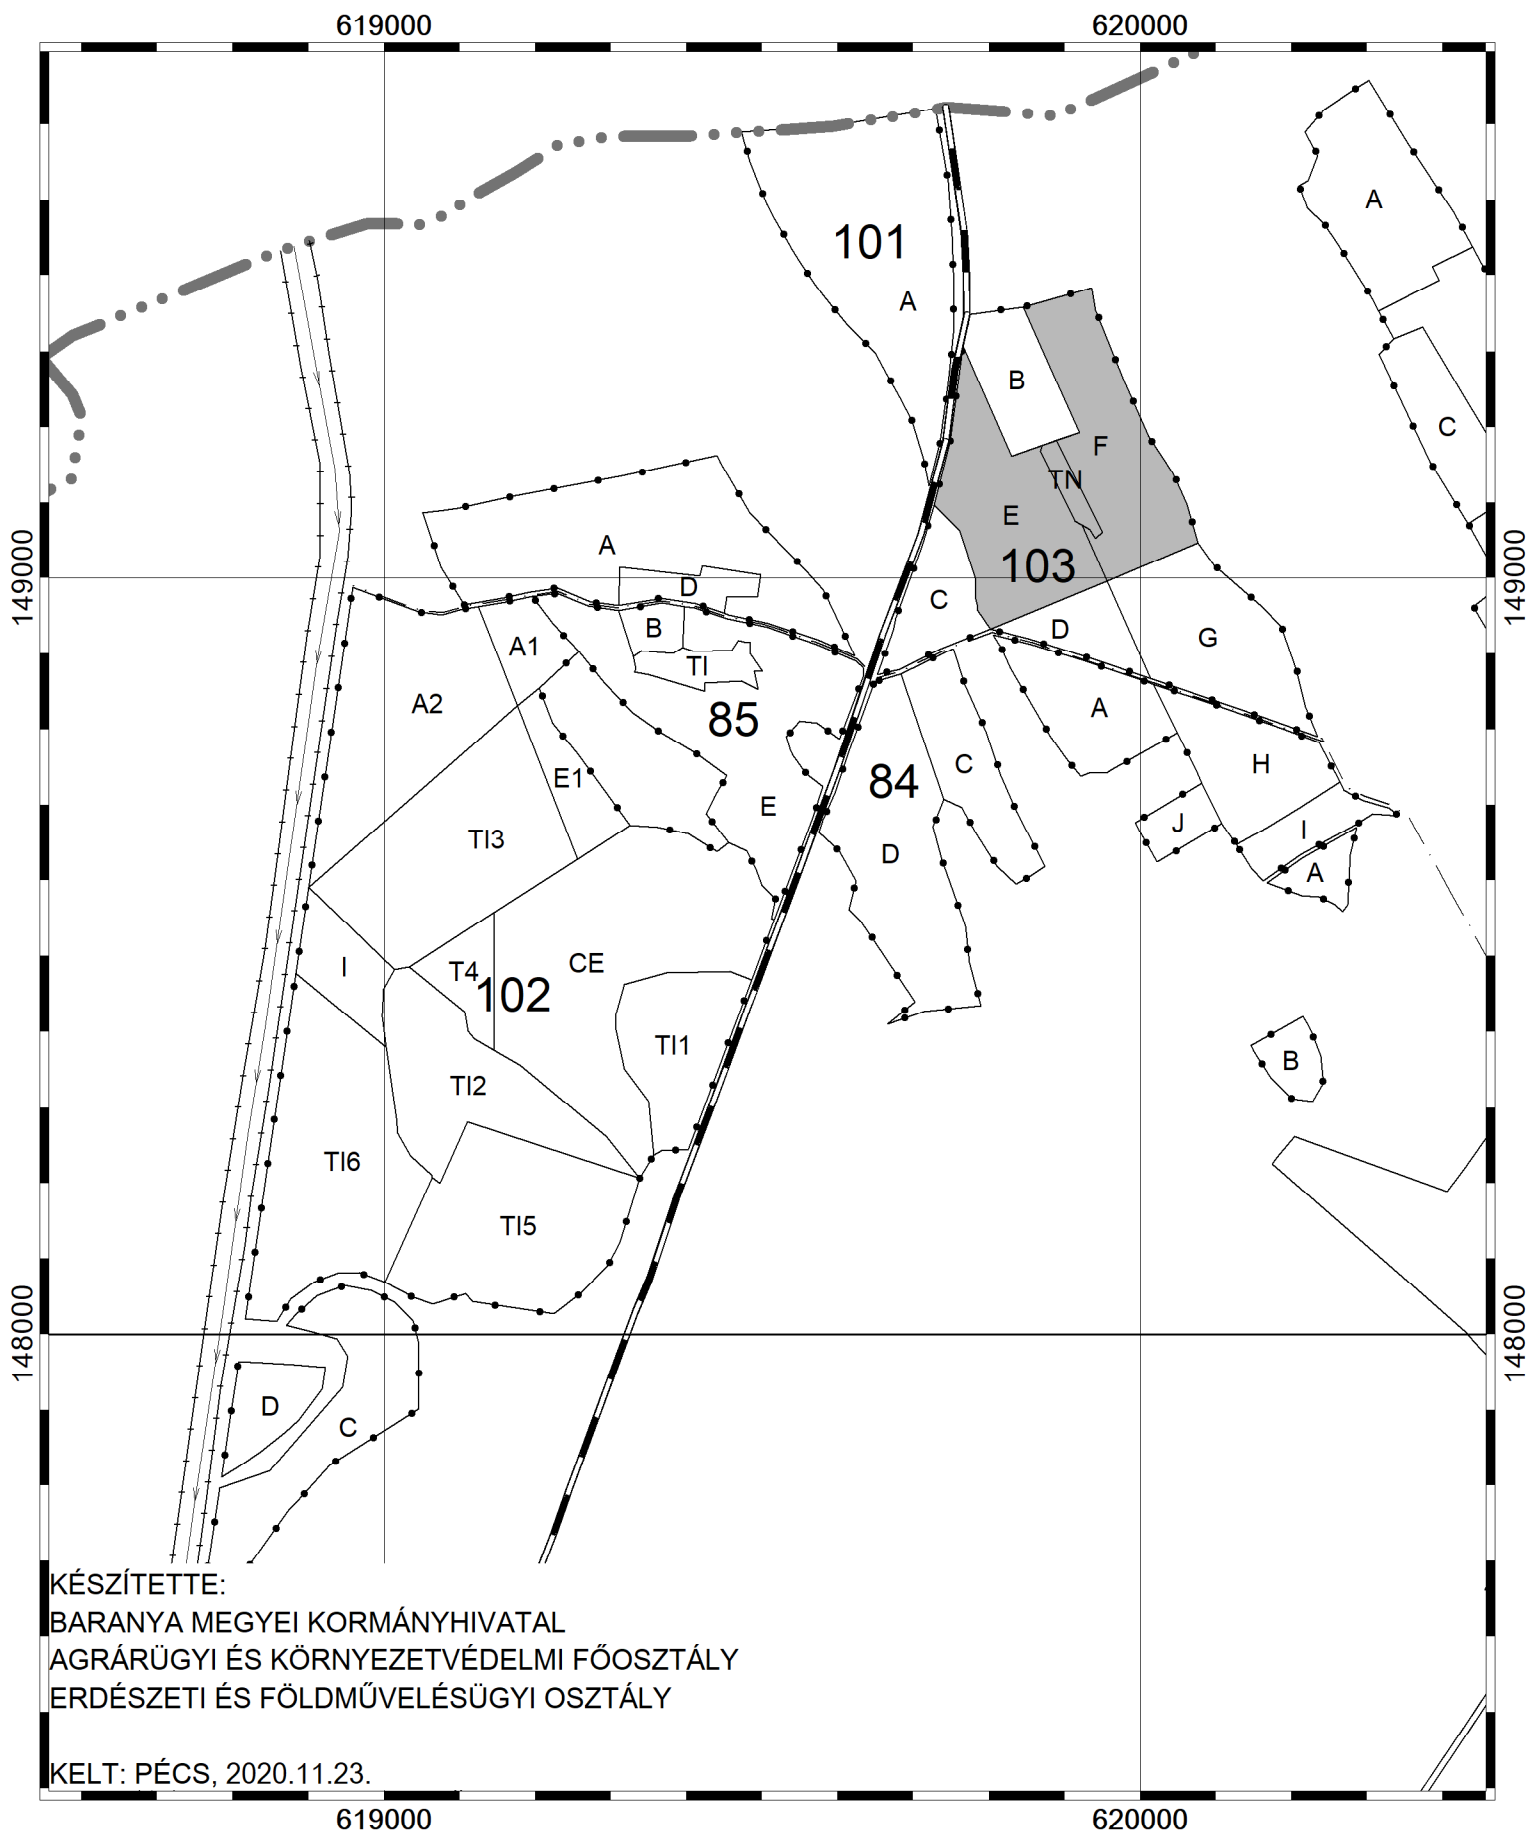 619000 620000
A
101
A
B
C
F
TN
E
149000 149000
A
103
D
C
B
D
G
A1
TI
A2
A
85
H
C
E1
84
E
J
I
TI3
D
A
CE
I
T4
102
TI1
B
TI2
TI6
TI5
148000 148000
D
C
KÉSZÍTETTE:
BARANYA MEGYEI KORMÁNYHIVATAL
AGRÁRÜGYI ÉS KÖRNYEZETVÉDELMI FŐOSZTÁLY
ERDÉSZETI ÉS FÖLDMŰVELÉSÜGYI OSZTÁLY
KELT: PÉCS, 2020.11.23.
619000 620000